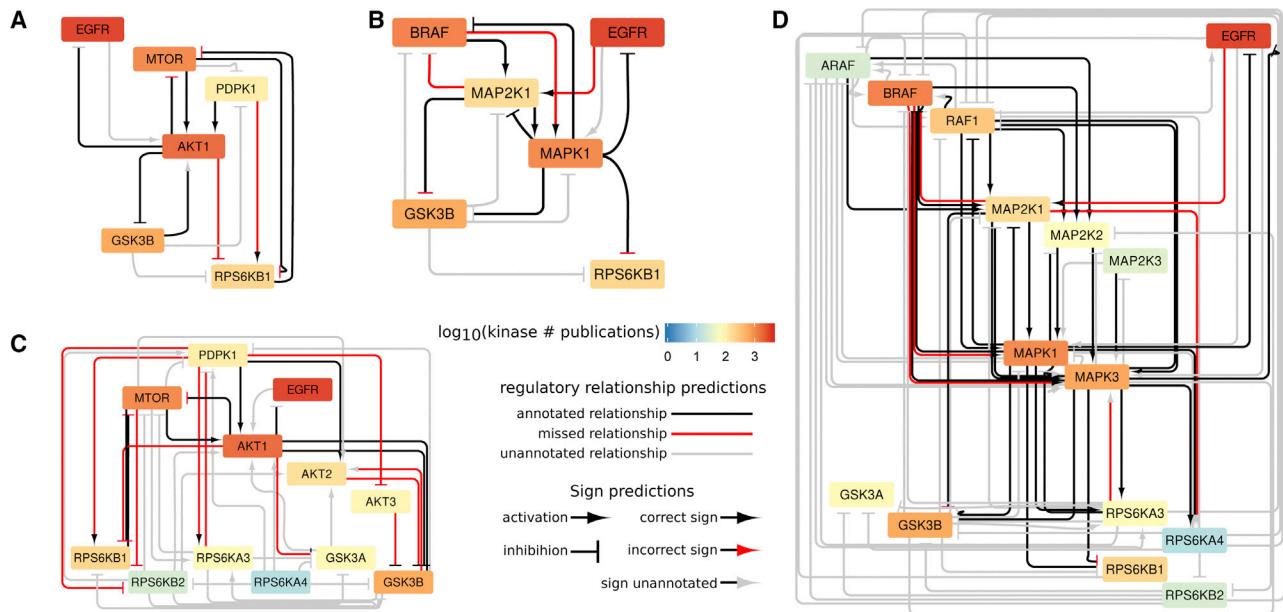 A
EGFR
MTOR
PDPK1
AKT1
GSK3B
RPS6KB1
B
BRAF
EGFR
MAP2K1
MAPK1
GSK3B
RPS6KB1
C
PDPK1
MTOR
EGFR
AKT1
AKT2
AKT3
RPS6KB1
RPS6KA3
GSK3A
RPS6KB2
RPS6KA4
GSK3B
log10(kinase # publications)
0 1 2 3
regulatory relationship predictions
annotated relationship
missed relationship
unannotated relationship
Sign predictions
activation
correct sign
inhibihion
incorrect sign
sign unannotated
D
EGFR
ARAF
BRAF
RAF1
MAP2K1
MAP2K2
MAP2K3
MAPK1
MAPK3
GSK3A
GSK3B
RPS6KA3
RPS6KA4
RPS6KB1
RPS6KB2